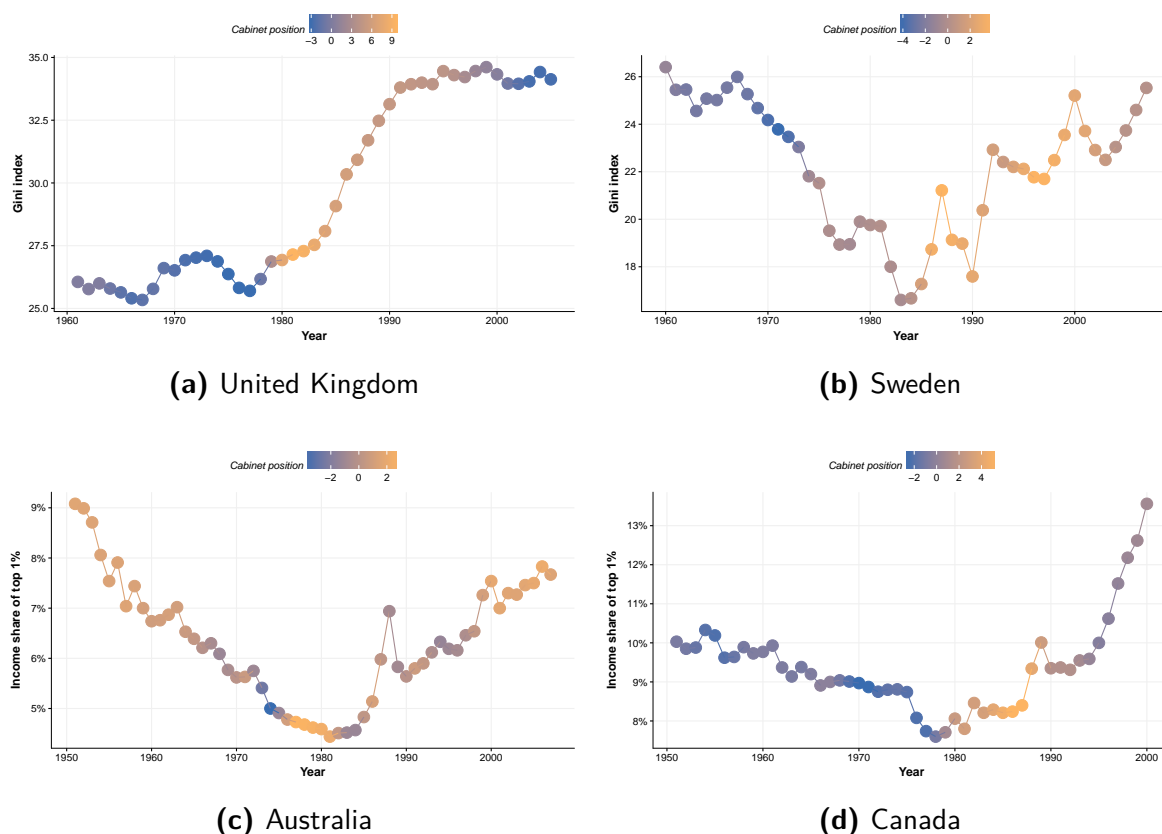 Cabinet position
−3 0 3 6 9
35.0
32.5
30.0
27.5
25.0
Gini index
1960 1970 1980 1990 2000
Year
(a) United Kingdom
Cabinet position
−4 −2 0 2
26
24
22
20
18
Gini index
1960 1970 1980 1990 2000
Year
(b) Sweden
Cabinet position
−2 0 2
9%
8%
7%
6%
5%
Income share of top 1%
1950 1960 1970 1980 1990 2000
Year
(c) Australia
Cabinet position
−2 0 2 4
13%
12%
11%
10%
9%
8%
Income share of top 1%
1950 1960 1970 1980 1990 2000
Year
(d) Canada